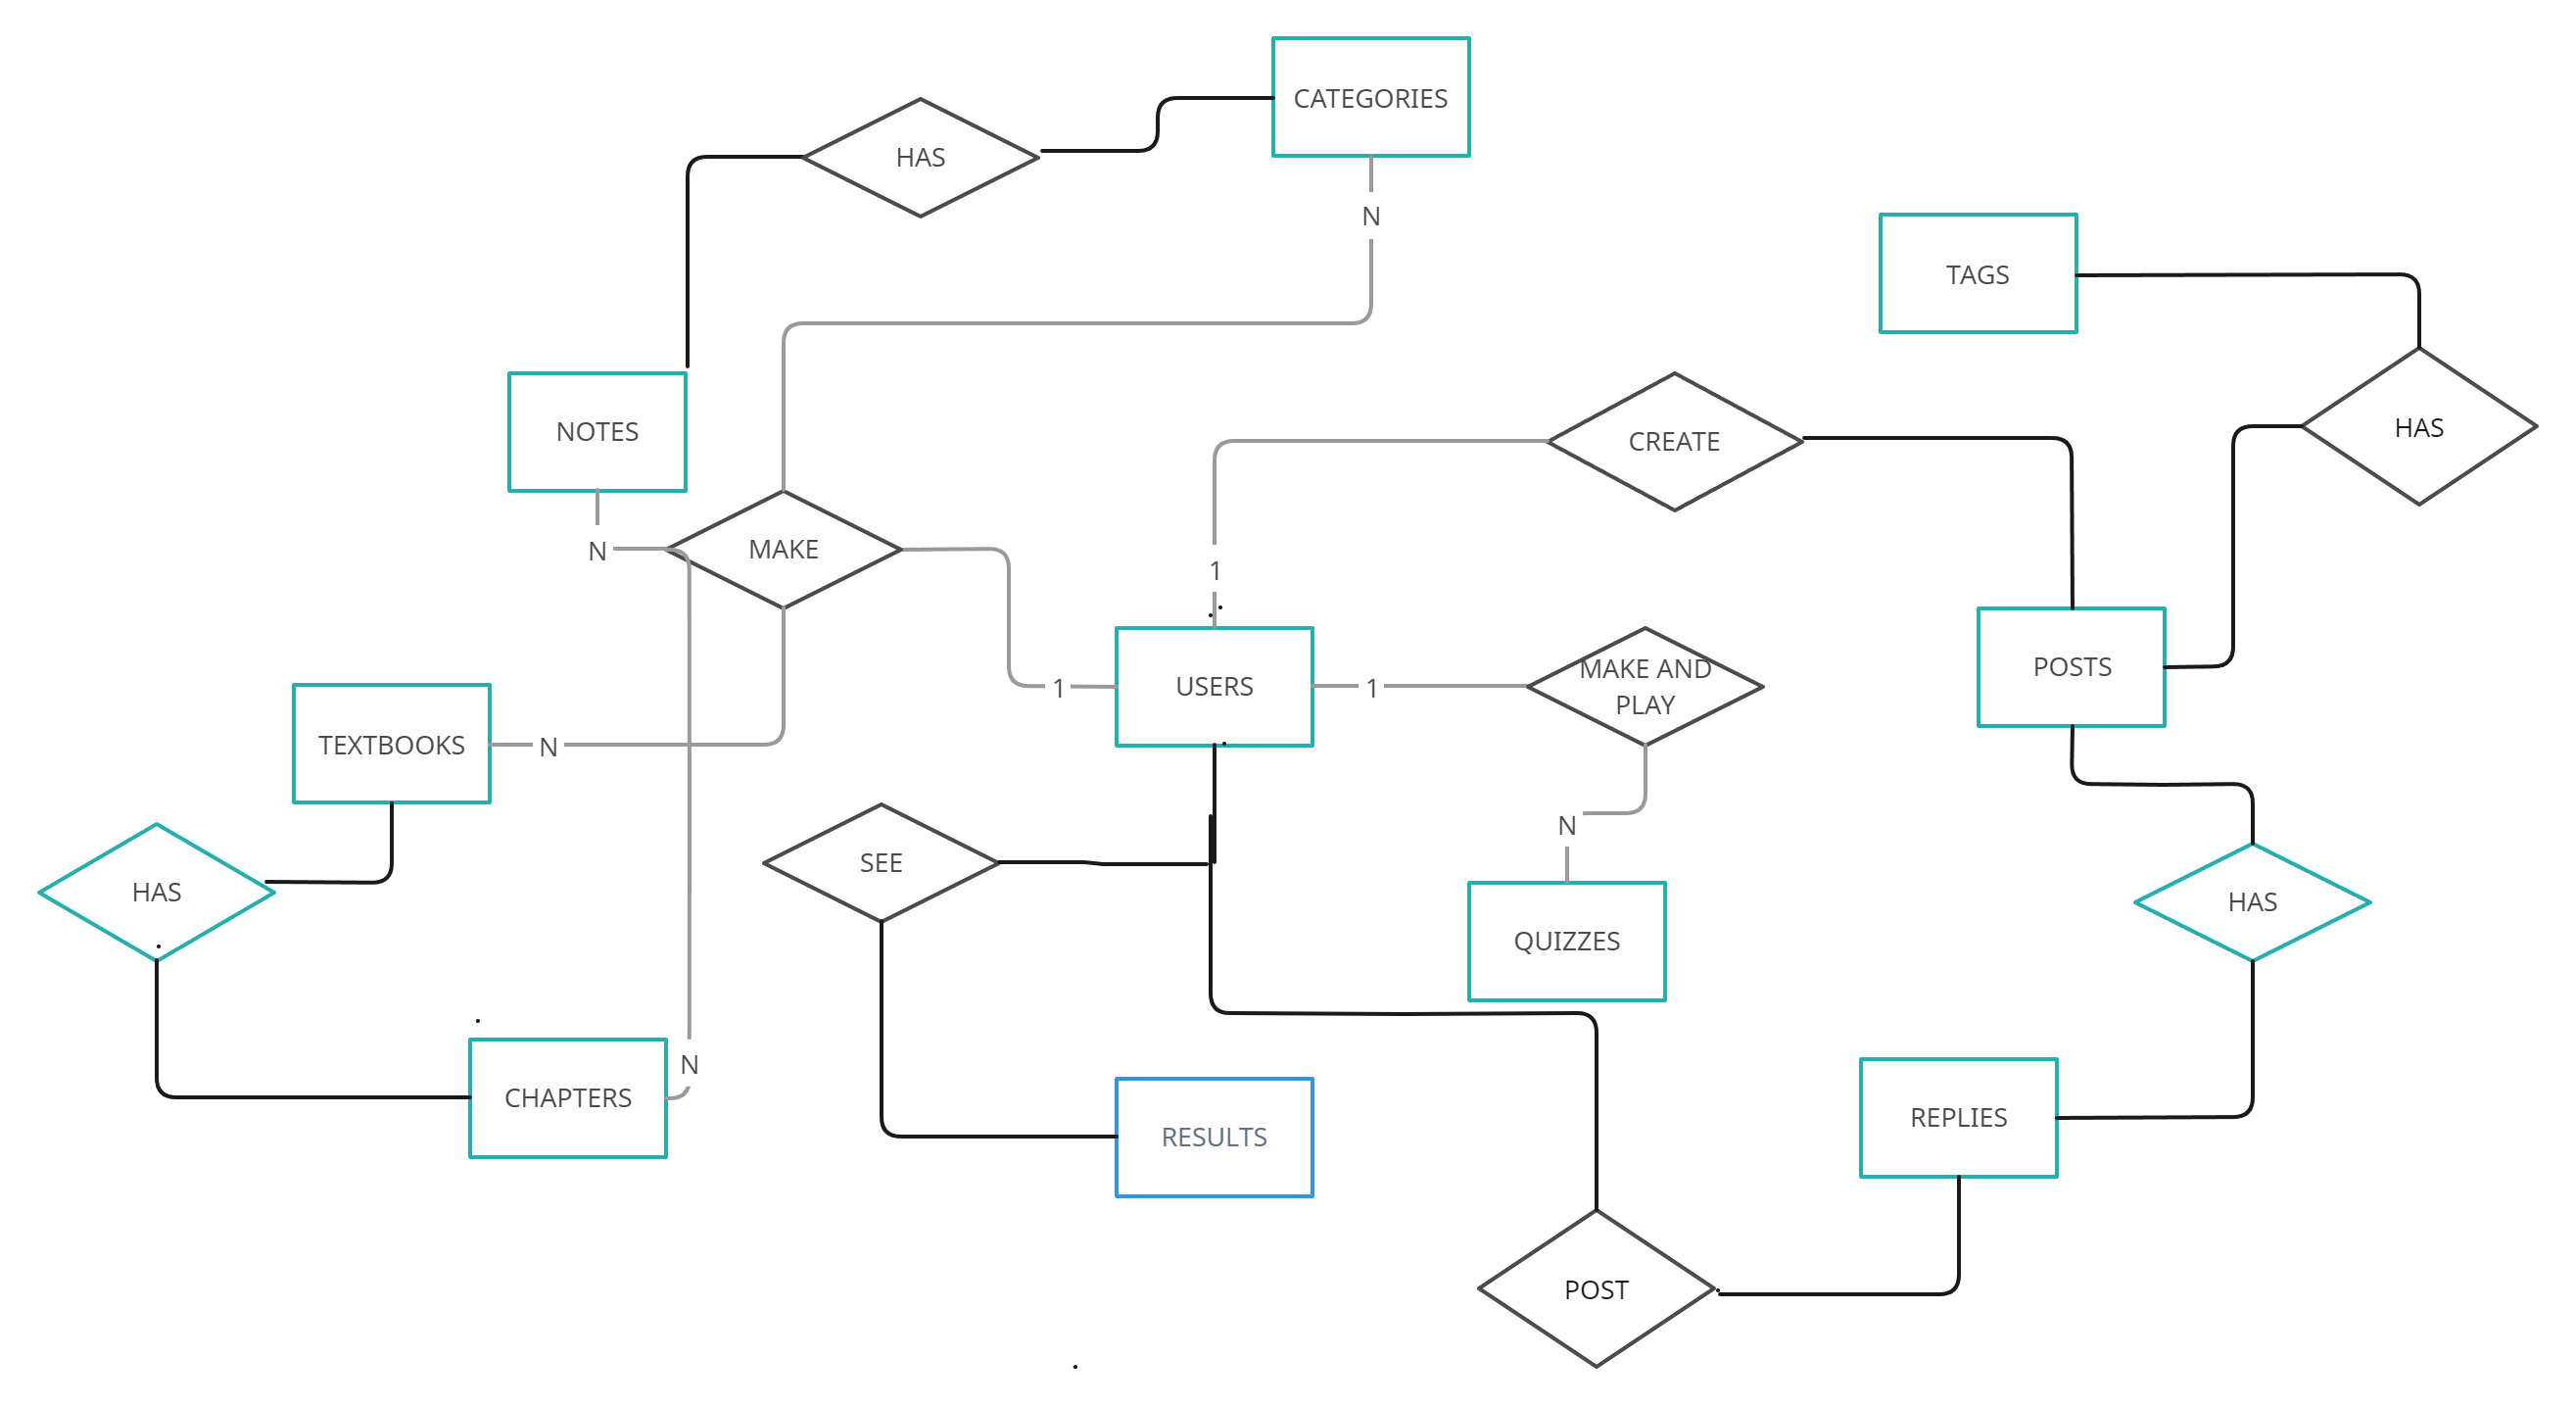 CATEGORIES
HAS
N
TAGS
NOTES
CREATE
HAS
N
MAKE
1
USERS
1
1
MAKE AND
PLAY
POSTS
TEXTBOOKS
N
N
HAS
SEE
QUIZZES
HAS
N
CHAPTERS
RESULTS
REPLIES
POST